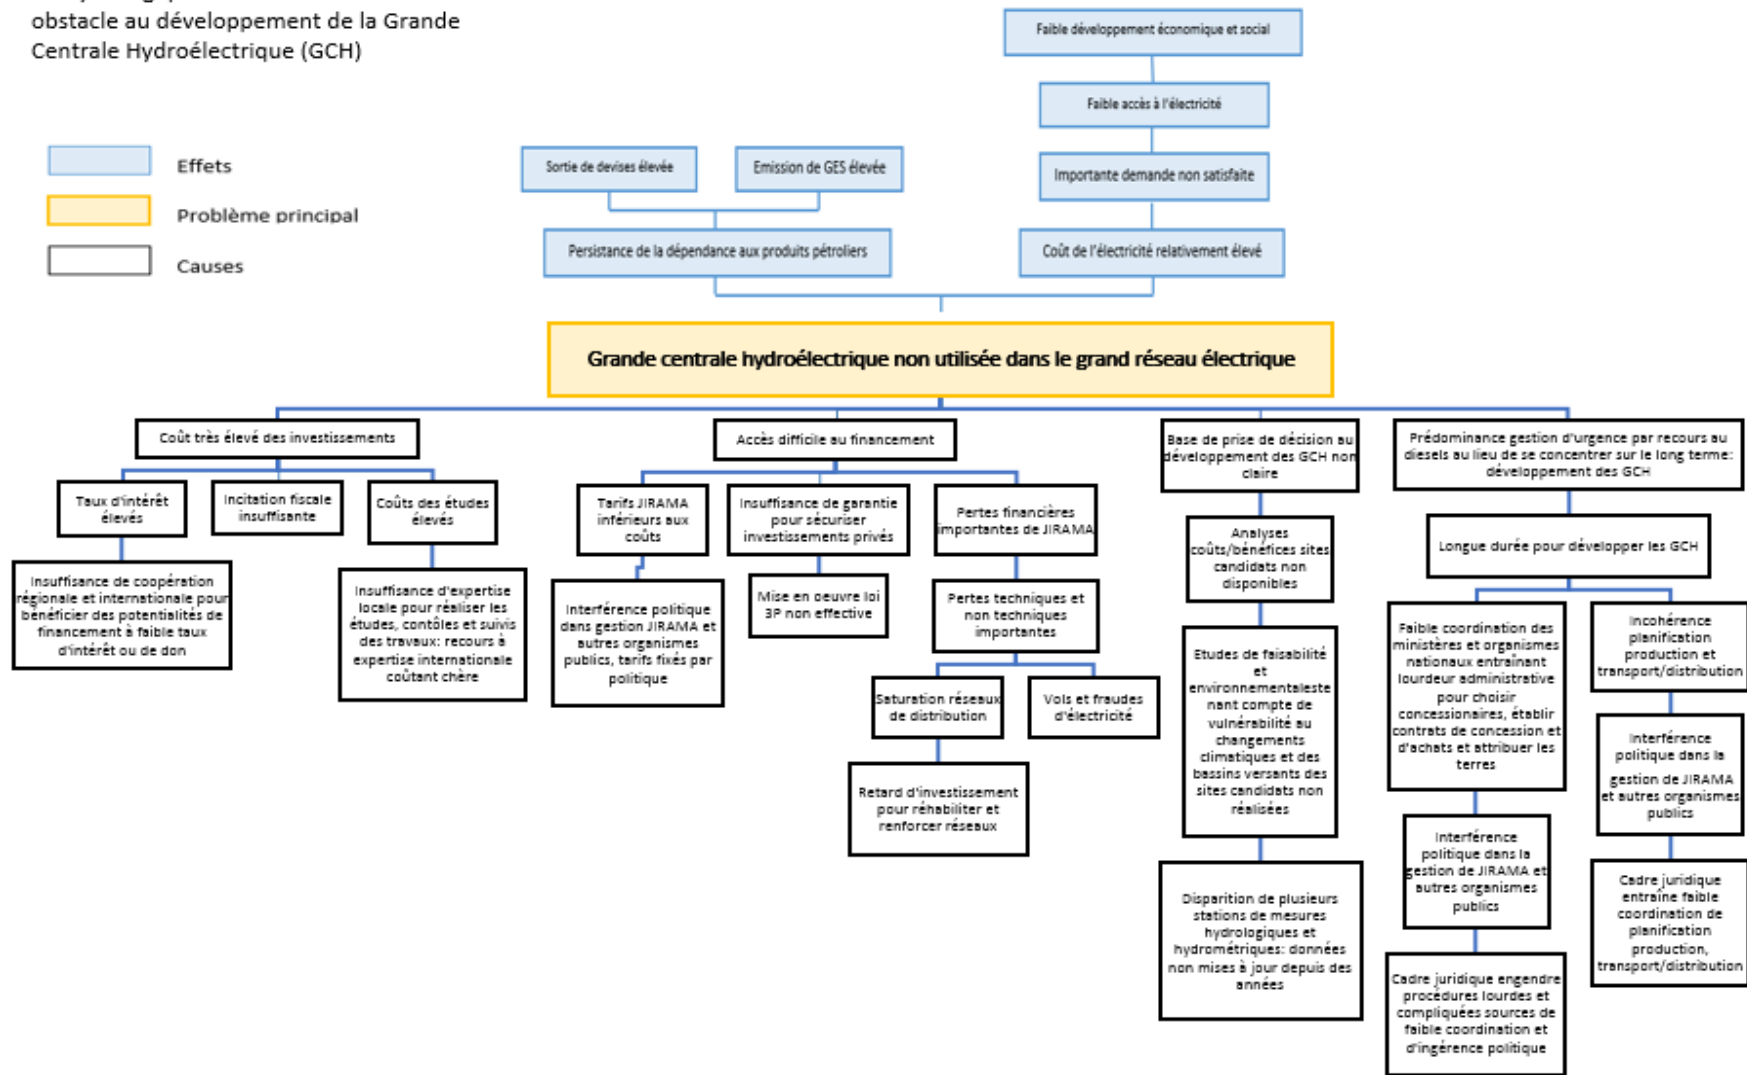 obstacle au développement de la Grande
Centrale Hydroélectrique (GCH)
Effets
Problème principal
Causes
Faible développement économique et social
Faible accès à l'électricité
Importante demande non satisfaite
Coût de l'électricité relativement élevé
Sortie de devises élevée
Emission de GES élevée
Persistance de la dépendance aux produits pétroliers
Grande centrale hydroélectrique non utilisée dans le grand réseau électrique
Coût très élevé des investissements
Taux d'intérêt
élevés
Insuffisance de coopération
régionale et internationale pour
bénéficier des potentialités de
financement à faible taux
d'intérêt ou de don
Incitation fiscale
insuffisante
Coûts des études
élevés
Insuffisance d'expertise
locale pour réaliser les
études, contôles et suivis
des travaux: recours à
expertise internationale
coûtant chère
Accès difficile au financement
Tarifs JIRAMA
inférieurs aux
coûts
Interférence politique
dans gestion JIRAMA et
autres organismes
publics, tarifs fixés par
politique
Insuffisance de garantie
pour sécuriser
investissements privés
Mise en oeuvre loi
3P non effective
Pertes financières
importantes de JIRAMA
Pertes techniques et
non techniques
importantes
Saturation réseaux
de distribution
Retard d'investissement
pour réhabiliter et
renforcer réseaux
Vols et fraudes
d'électricité
Base de prise de décision au
développement des GCH non
claire
Analyses
coûts/bénéfices sites
candidats non
disponibles
Etudes de faisabilité
et
environnementaleste
nant compte de
vulnérabilité au
changements
climatiques et des
bassins versants des
sites candidats non
réalisées
Disparition de plusieurs
stations de mesures
hydrologiques et
hydrométriques: données
non mises à jour depuis des
années
Prédominance gestion d'urgence par recours au
diesels au lieu de se concentrer sur le long terme:
développement des GCH
Longue durée pour développer les GCH
Faible coordination des
ministères et organismes
nationaux entraînant
lourdeur administrative
pour choisir
concessionaires, établir
contrats de concession et
d'achats et attribuer les
terres
Interférence
politique dans la
gestion de JIRAMA et
autres organismes
publics
Cadre juridique engendre
procédures lourdes et
compliquées sources de
faible coordination et
d'ingérence politique
Incohérence
planification
production et
transport/distribution
Interférence
politique dans la
gestion de JIRAMA
et autres organismes
publics
Cadre juridique
entraîne faible
coordination de
planification
production,
transport/distribution